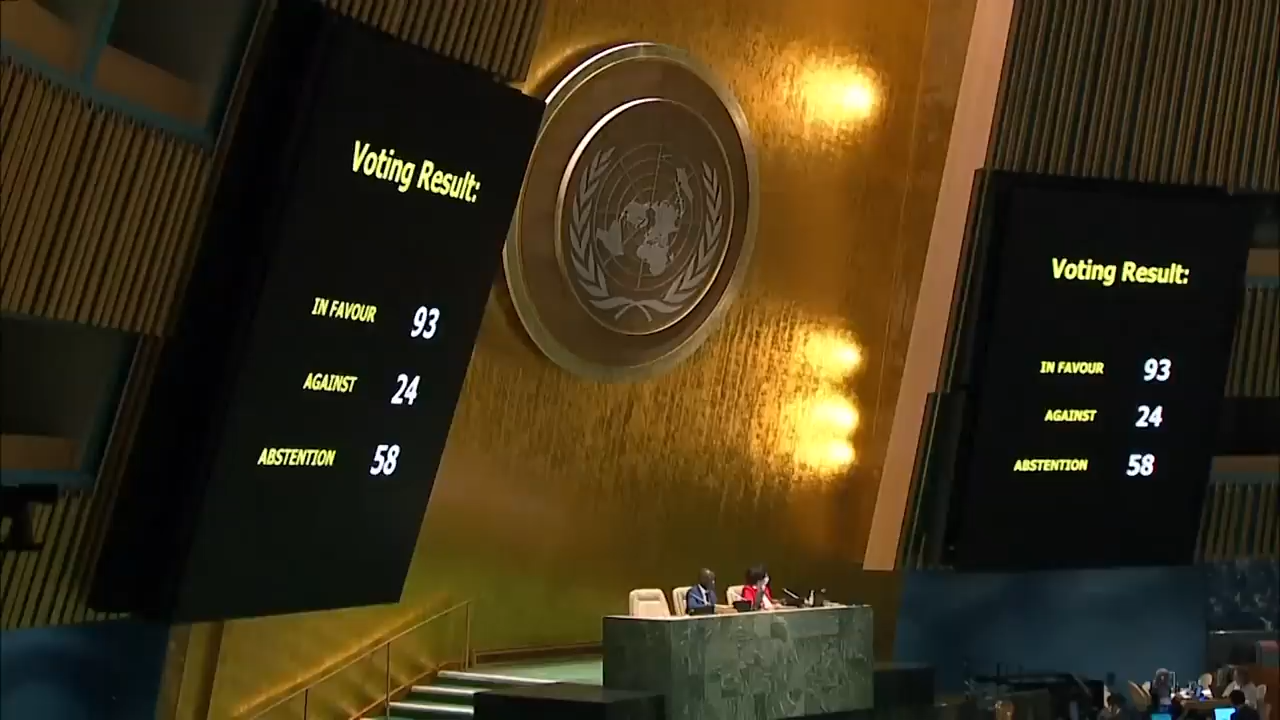 Voting Result:
IN FAVOUR 93
AGAINST 24
ABSTENTION 58
Voting Result:
IN FAVOUR 93
AGAINST 24
ABSTENTION 58